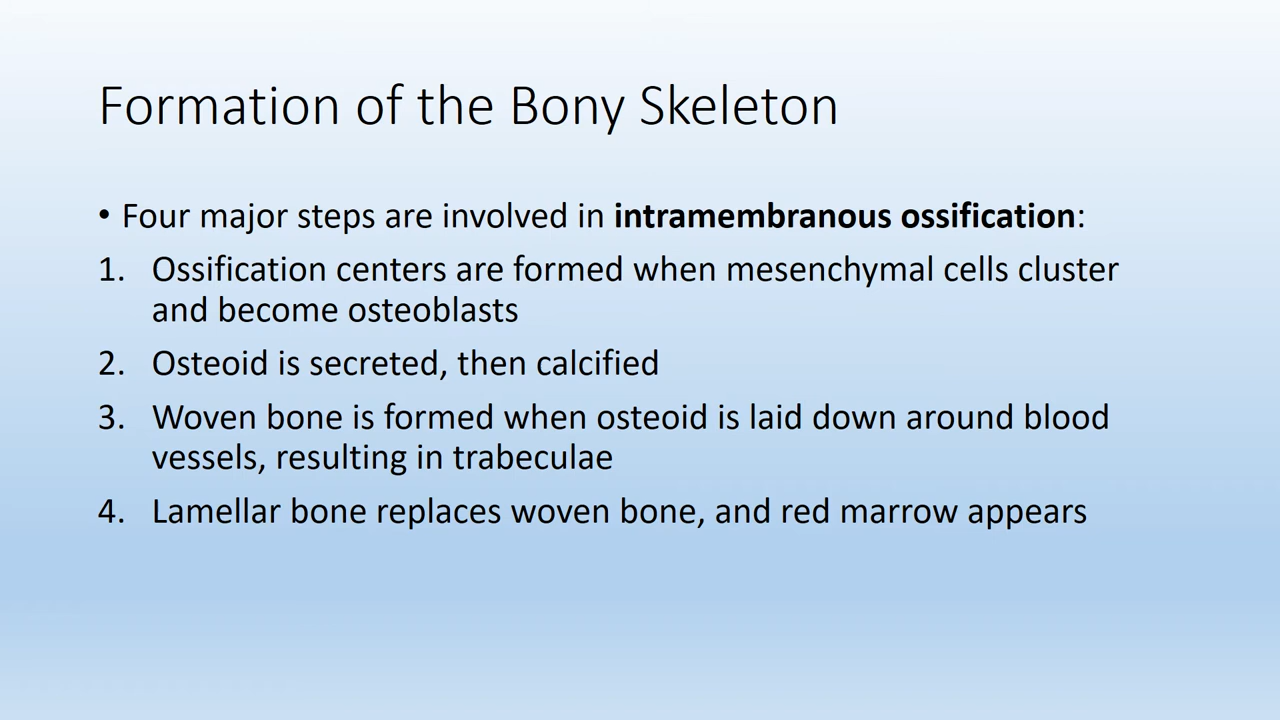 Formation of the Bony Skeleton
• Four major steps are involved in intramembranous ossification:
1. Ossification centers are formed when mesenchymal cells cluster
and become osteoblasts
2. Osteoid is secreted, then calcified
3. Woven bone is formed when osteoid is laid down around blood
vessels, resulting in trabeculae
4. Lamellar bone replaces woven bone, and red marrow appears